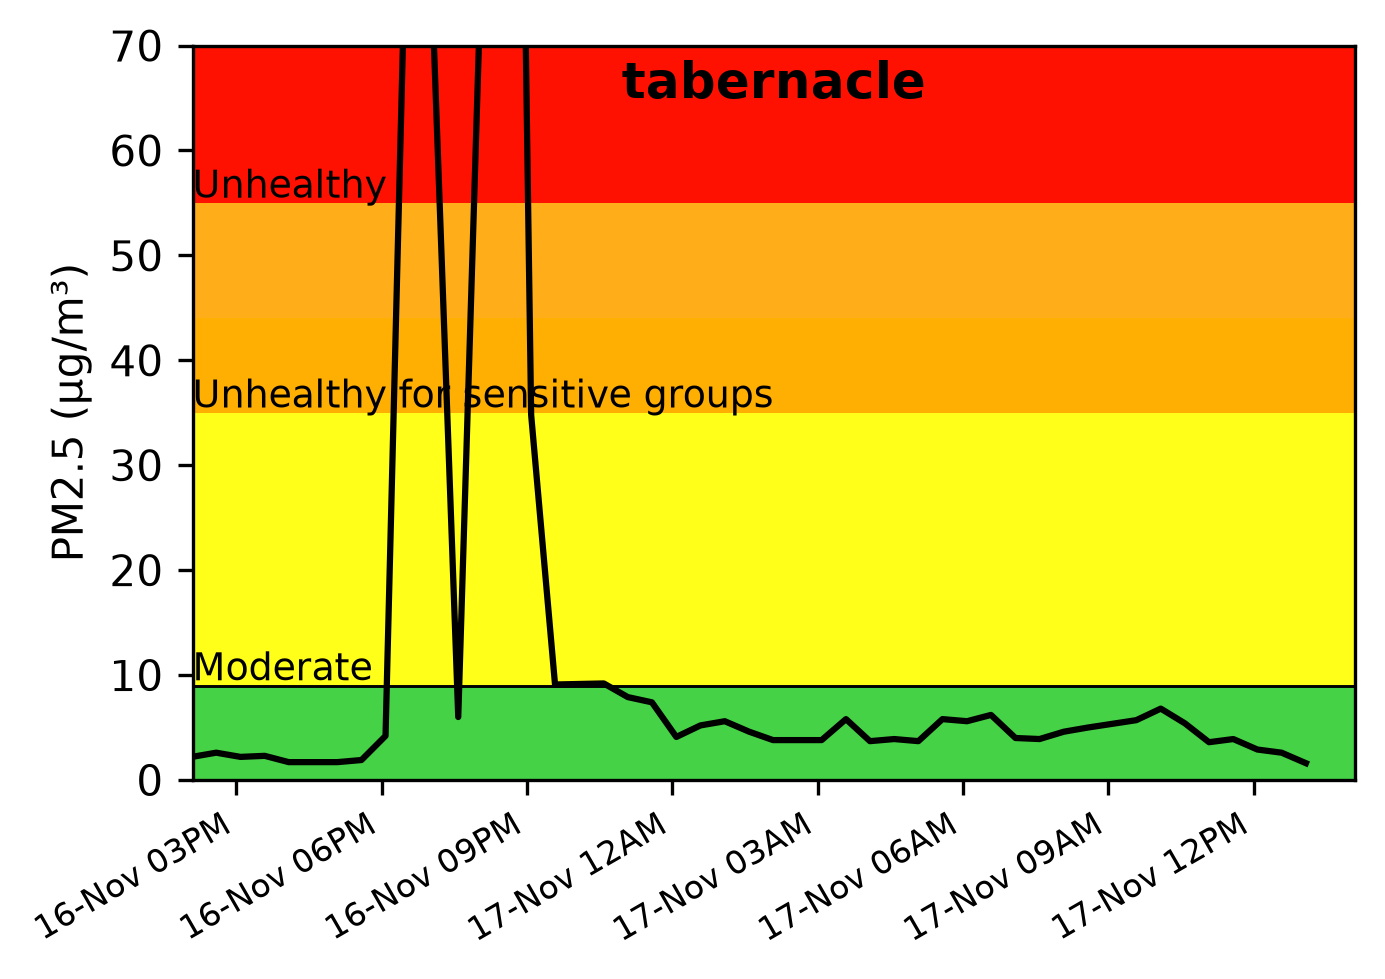 tabernacle
70
60
50
40
30
20
10
0
PM2.5 (µg/m³)
Unhealthy
Unhealthy for sensitive groups
Moderate
16-Nov 03PM
16-Nov 06PM
16-Nov 09PM
17-Nov 12AM
17-Nov 03AM
17-Nov 06AM
17-Nov 09AM
17-Nov 12PM